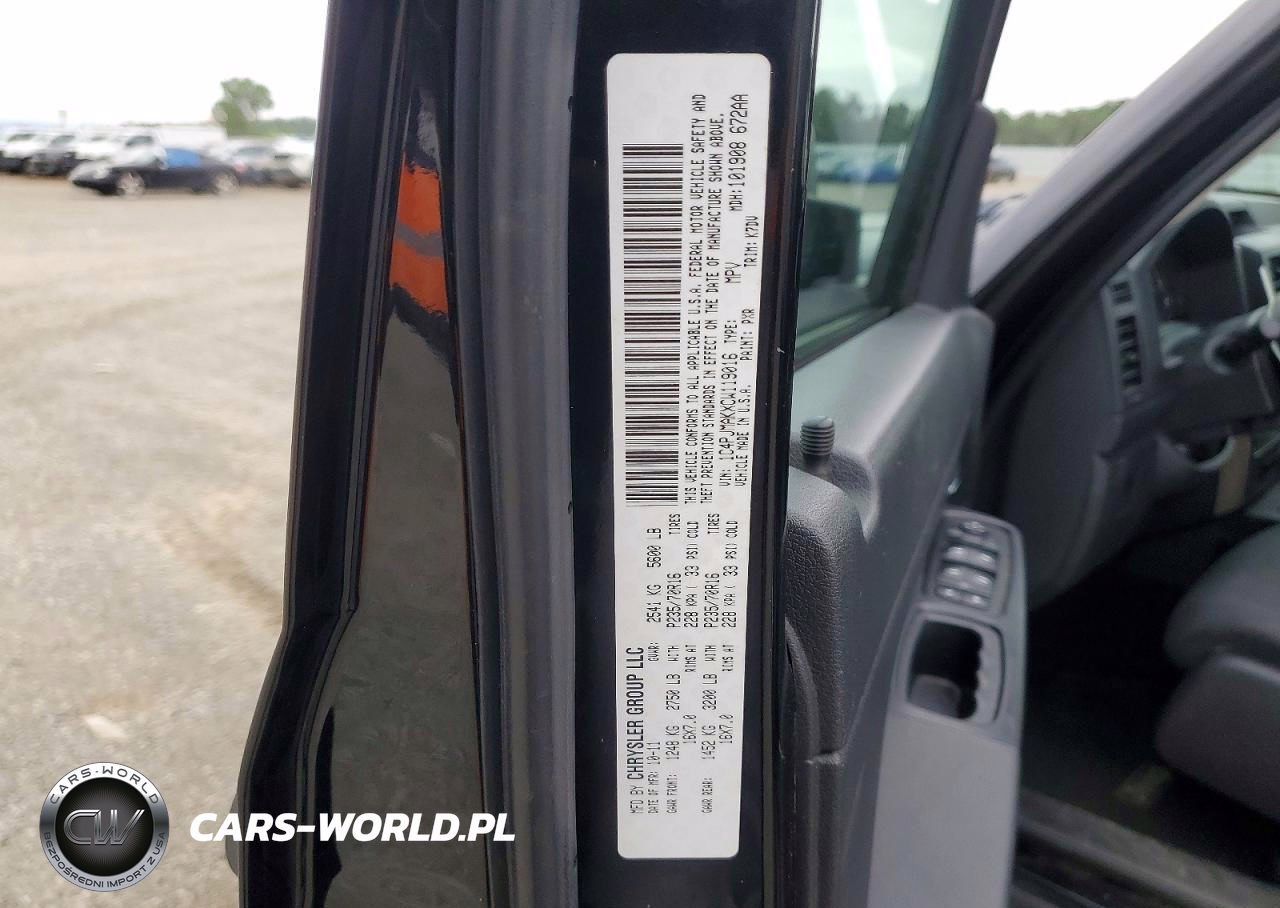 MFD BY CHRYSLER GROUP LLC
DATE OF MFR: 10-11 GVWR: 2541 KG 5600 LB
GAWR FRONT: 1248 KG 2750 LB WITH P235/70R16 TIRES
16X7.0 RIMS AT 228 KPA ( 33 PSI) COLD
GAWR REAR: 1452 KG 3200 LB WITH P235/70R16 TIRES
16X7.0 RIMS AT 228 KPA ( 33 PSI) COLD
THIS VEHICLE CONFORMS TO ALL APPLICABLE U.S.A. FEDERAL MOTOR VEHICLE SAFETY AND
THEFT PREVENTION STANDARDS IN EFFECT ON THE DATE OF MANUFACTURE SHOWN ABOVE.
VIN: 1C4PJMAKXCW119016 TYPE: MPV MDH: 101908 672AA
VEHICLE MADE IN U.S.A. PAINT: PXR TRIM: K7DV
CARS-WORLD
CW
BEZPOŚREDNI IMPORT Z USA
CARS-WORLD.PL